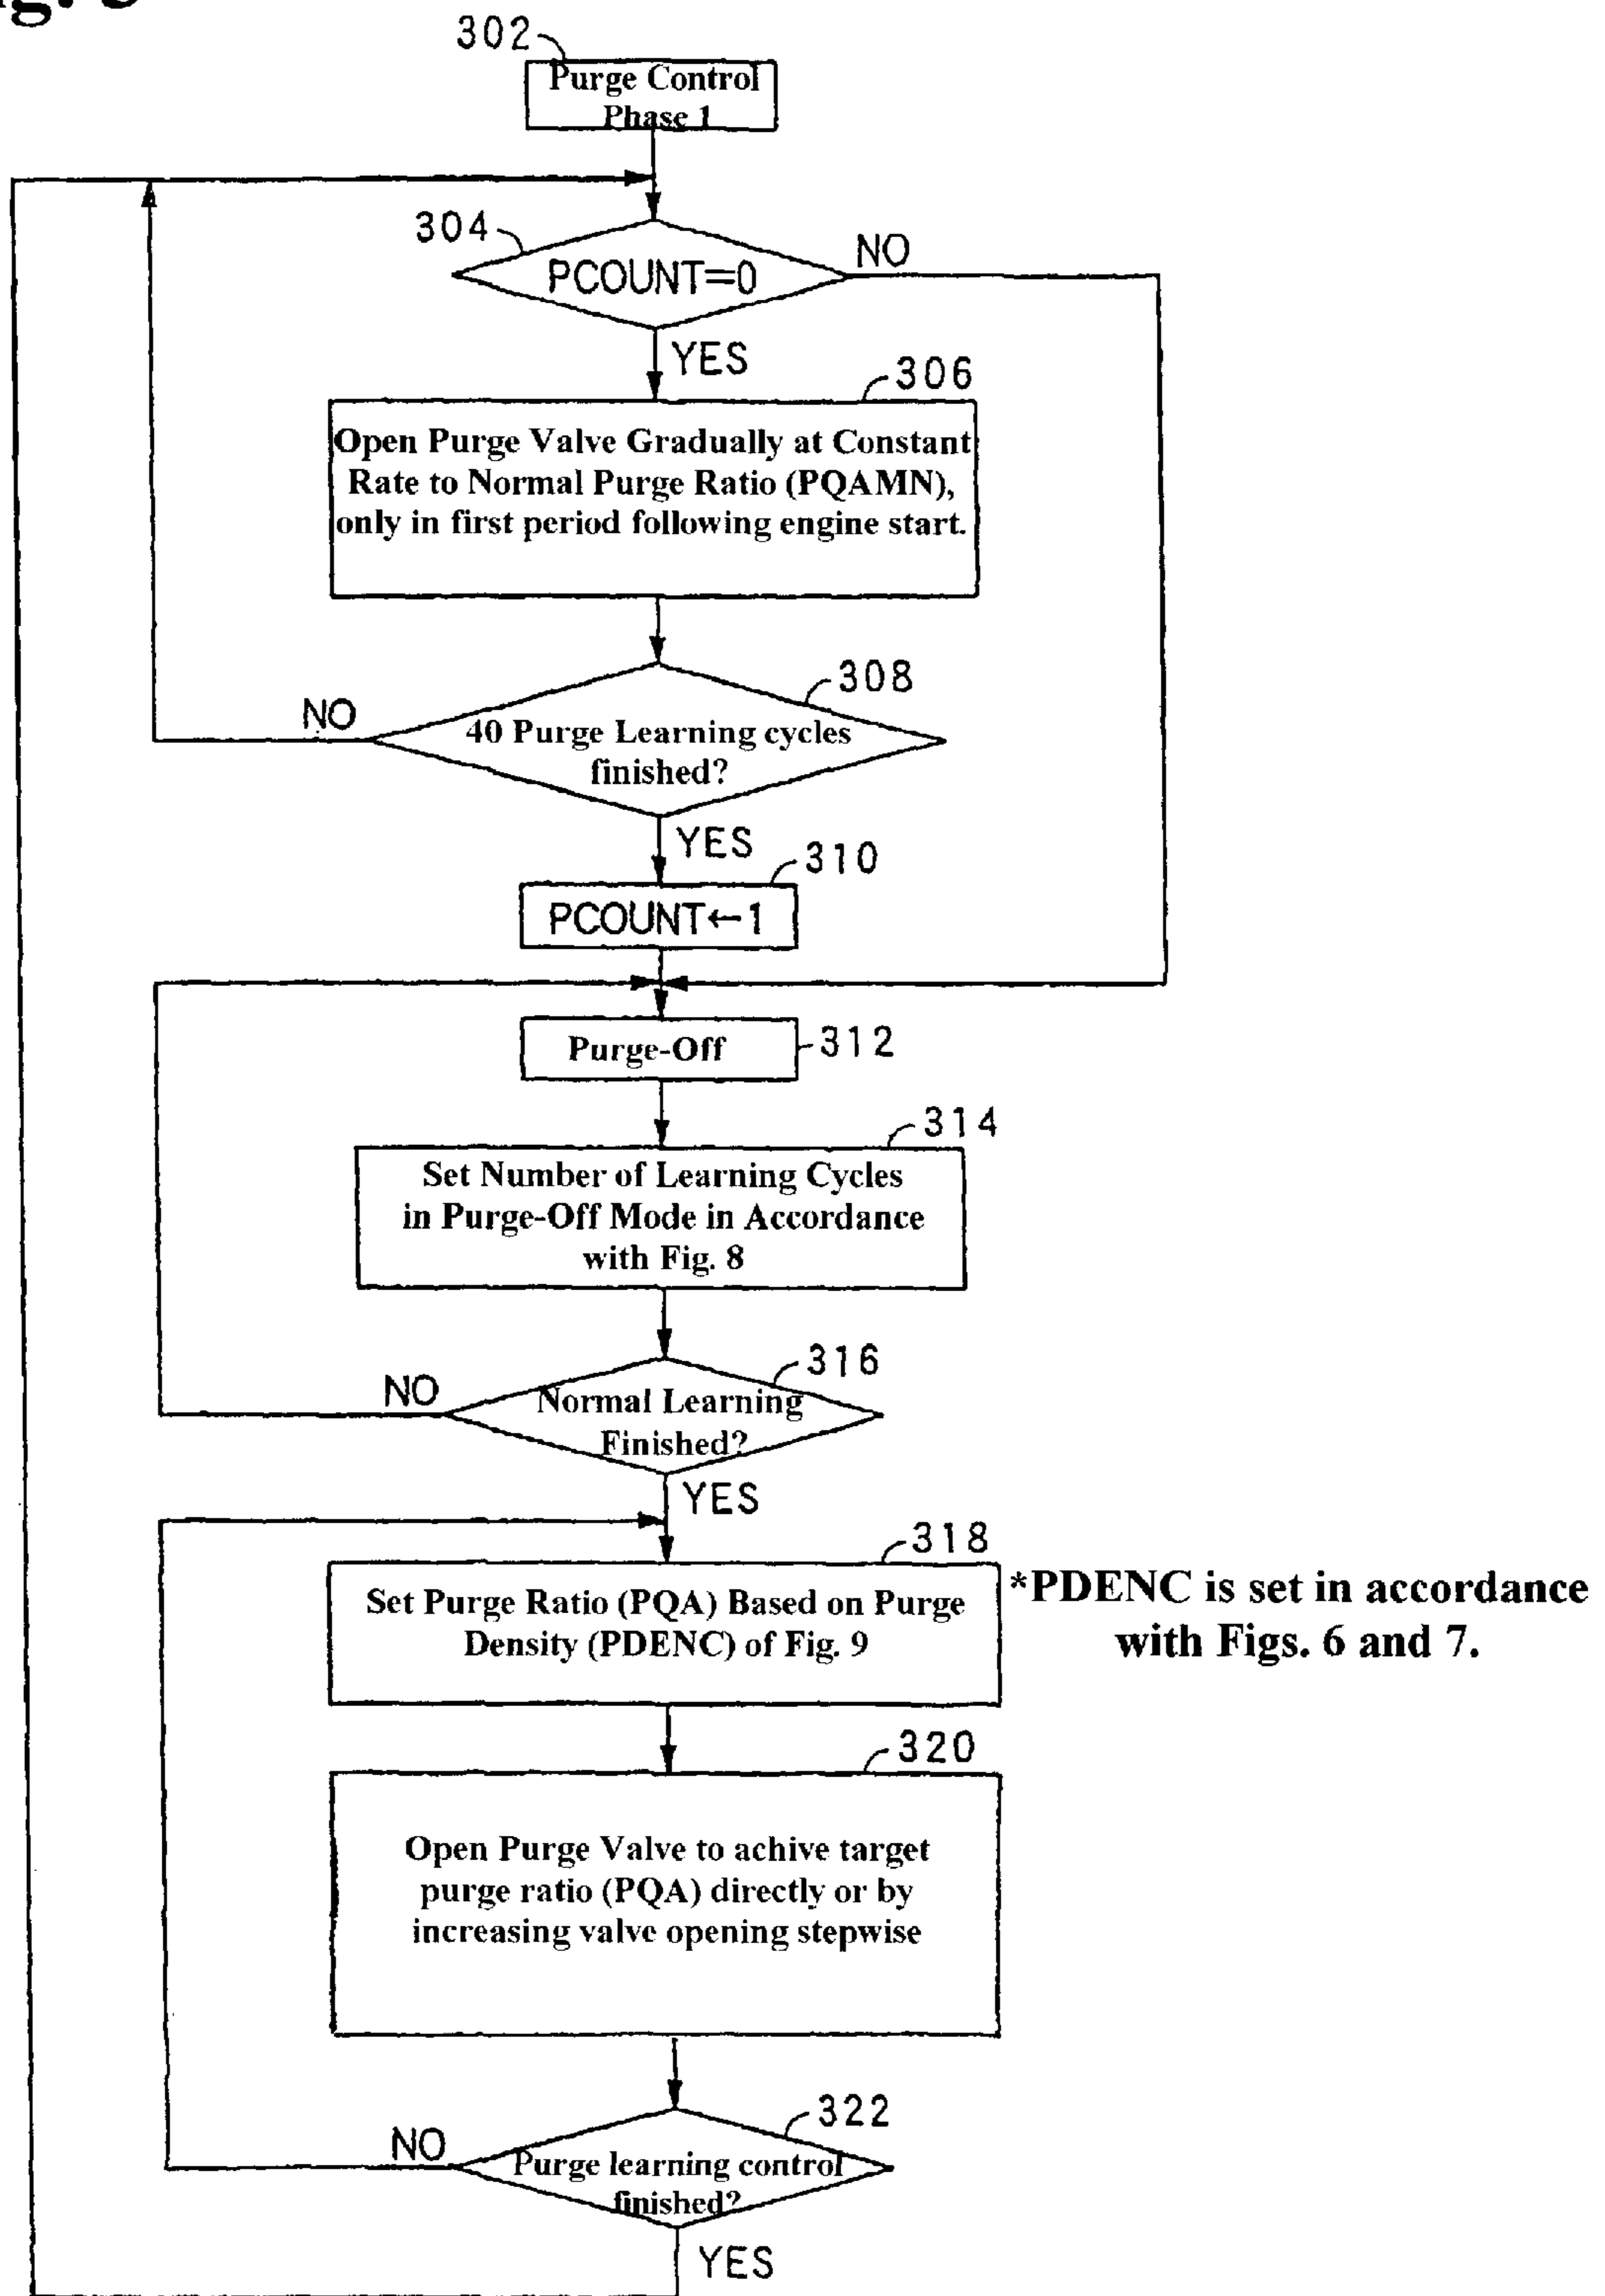 302
Purge Control
Phase 1
304
PCOUNT=0
NO
YES
306
Open Purge Valve Gradually at Constant
Rate to Normal Purge Ratio (PQAMN),
only in first period following engine start.
308
NO
40 Purge Learning cycles
finished?
YES
310
PCOUNT←1
Purge-Off
312
314
Set Number of Learning Cycles
in Purge-Off Mode in Accordance
with Fig. 8
316
NO
Normal Learning
Finished?
YES
318
Set Purge Ratio (PQA) Based on Purge
Density (PDENC) of Fig. 9
*PDENC is set in accordance
with Figs. 6 and 7.
320
Open Purge Valve to achive target
purge ratio (PQA) directly or by
increasing valve opening stepwise
322
NO
Purge learning control
finished?
YES